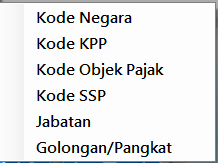 Kode Negara
Kode KPP
Kode Objek Pajak
Kode SSP
Jabatan
Golongan/Pangkat